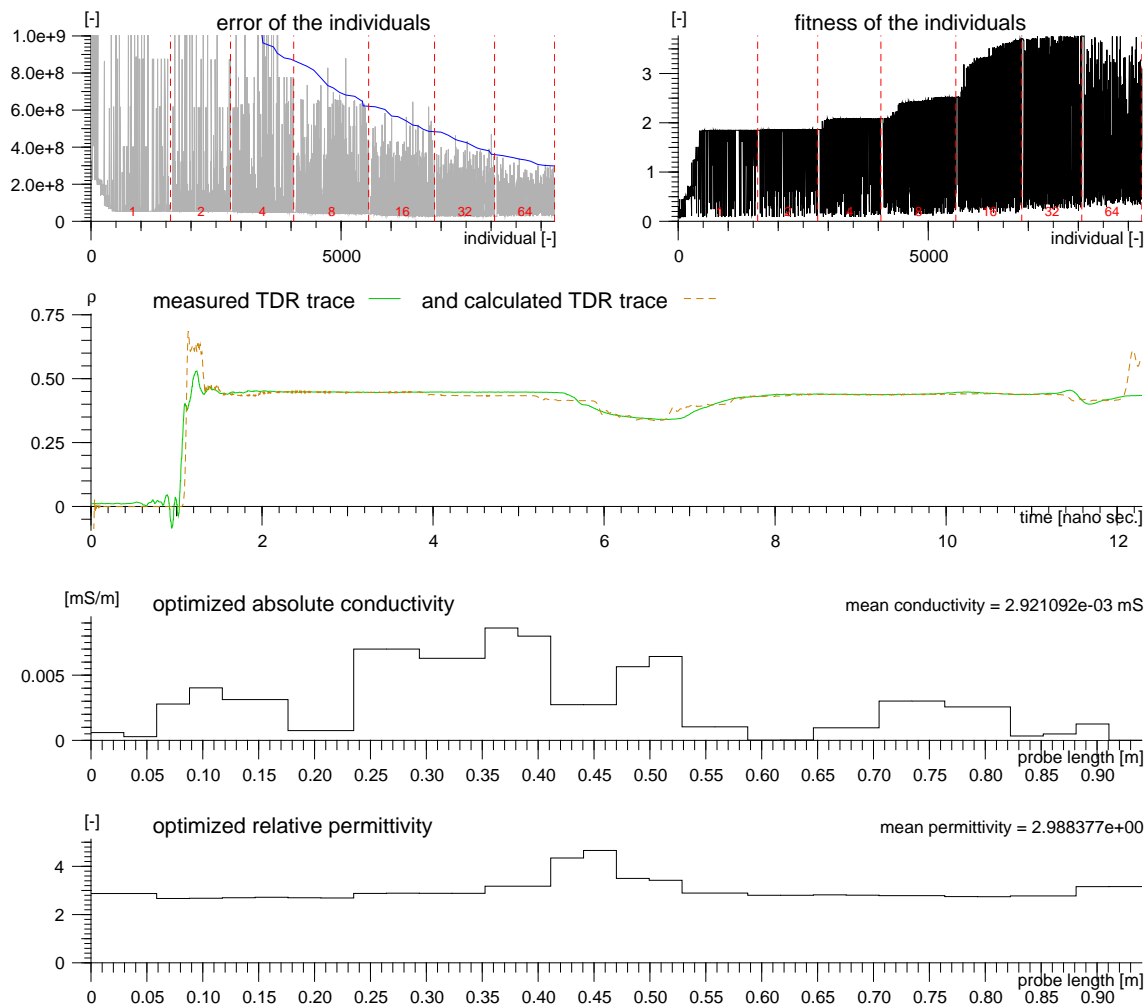 [-] error of the individuals
1.0e+9
8.0e+8
6.0e+8
4.0e+8
2.0e+8
0
1 2 4 8 16 32 64
individual [-]
0 5000
[-] fitness of the individuals
3
2
1
0
1 2 4 8 16 32 64
individual [-]
0 5000
ρ measured TDR trace and calculated TDR trace
0.75
0.50
0.25
0
time [nano sec.]
0 2 4 6 8 10 12
[mS/m] optimized absolute conductivity mean conductivity = 2.921092e-03 mS
0.005
0
probe length [m]
0 0.05 0.10 0.15 0.20 0.25 0.30 0.35 0.40 0.45 0.50 0.55 0.60 0.65 0.70 0.75 0.80 0.85 0.90
[-] optimized relative permittivity mean permittivity = 2.988377e+00
4
2
0
probe length [m]
0 0.05 0.10 0.15 0.20 0.25 0.30 0.35 0.40 0.45 0.50 0.55 0.60 0.65 0.70 0.75 0.80 0.85 0.90